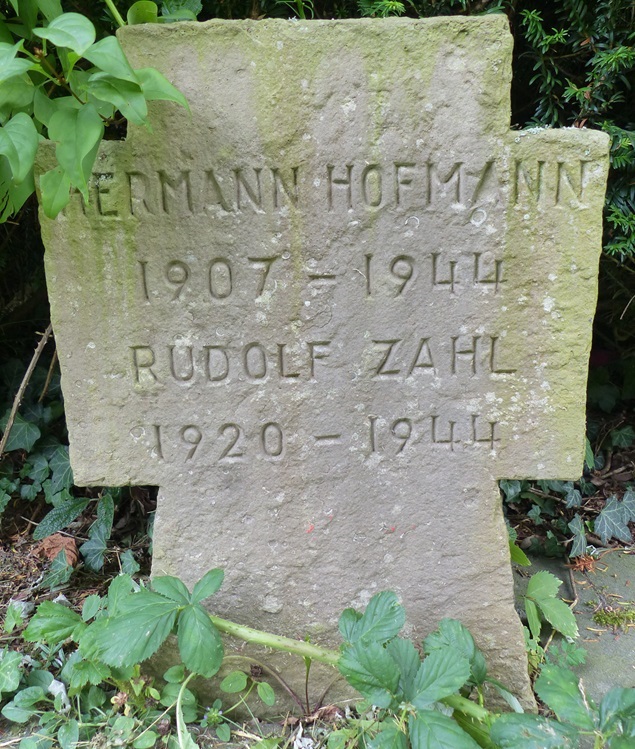 HERMANN HOFMANN
1907 - 1944
RUDOLF ZAHL
1920 - 1944